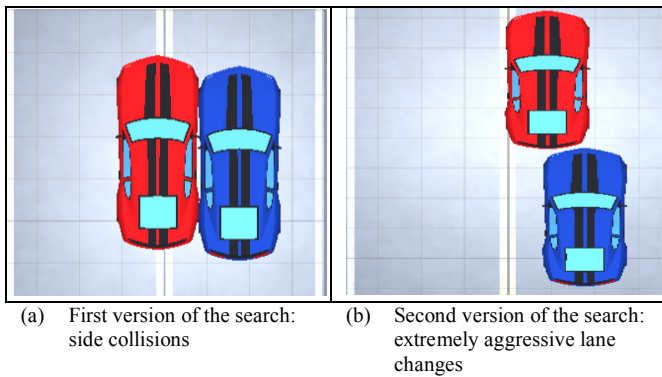 (a) First version of the search:
side collisions
(b) Second version of the search:
extremely aggressive lane
changes